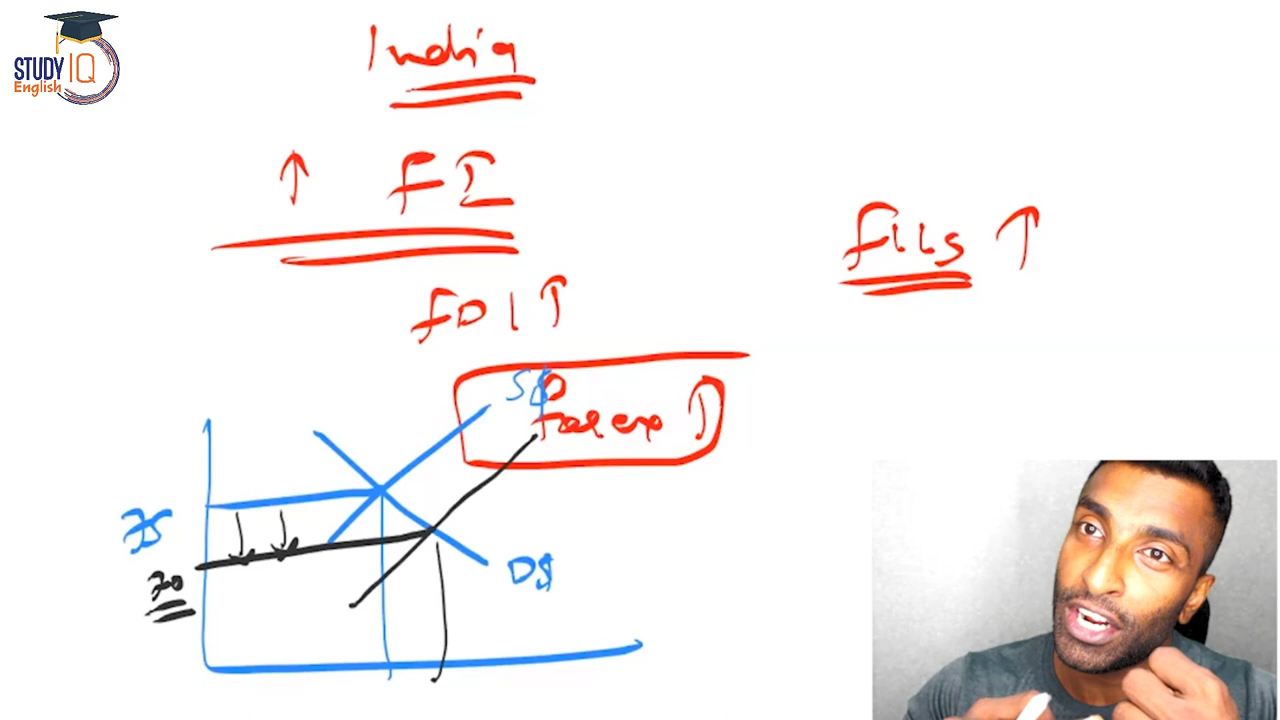 STUDY IQ
English
India
↑ FI
FIIs ↑
FDI ↑
S$
forex ↑
75
70
D$